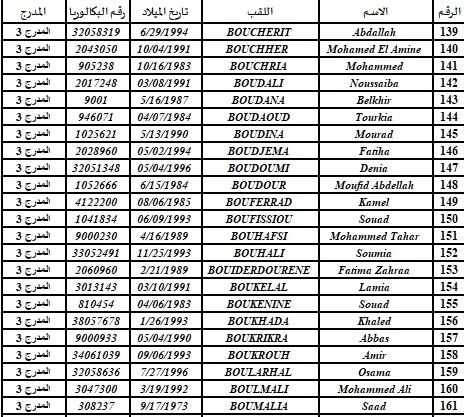 الرقم الاسم اللقب تاريخ الميلاد رقم البكالوريا المدرج
139 Abdallah BOUCHERIT 6/29/1994 32058319 المدرج 3
140 Mohamed El Amine BOUCHHER 10/04/1991 2043050 المدرج 3
141 Mohammed BOUCHRIA 10/16/1983 905238 المدرج 3
142 Noussaiba BOUDALI 03/08/1991 2017248 المدرج 3
143 Belkhir BOUDANA 5/16/1987 9001 المدرج 3
144 Tourkia BOUDAOUD 04/07/1984 946071 المدرج 3
145 Mourad BOUDINA 5/13/1990 1025621 المدرج 3
146 Fatiha BOUDJEMA 05/02/1994 2028960 المدرج 3
147 Denia BOUDOUMI 05/04/1996 32051348 المدرج 3
148 Moufid Abdellah BOUDOUR 6/15/1984 1052666 المدرج 3
149 Kamel BOUFERRAD 08/06/1985 4122200 المدرج 3
150 Souad BOUFISSIOU 06/09/1993 1041834 المدرج 3
151 Mohammed Tahar BOUHAFSI 4/16/1989 9000230 المدرج 3
152 Soumia BOUHALI 11/25/1993 33052491 المدرج 3
153 Fatima Zahraa BOUIDERDOURENE 2/21/1989 2060960 المدرج 3
154 Lamia BOUKELAL 03/10/1991 3013143 المدرج 3
155 Souad BOUKENINE 04/06/1983 810454 المدرج 3
156 Khaled BOUKHADA 1/26/1993 38057678 المدرج 3
157 Abbas BOUKRIKRA 05/04/1990 9000933 المدرج 3
158 Amir BOUKROUH 09/06/1993 34061039 المدرج 3
159 Osama BOULARHAL 7/27/1996 32058636 المدرج 3
160 Mohammed Ali BOULMALI 3/19/1992 3047300 المدرج 3
161 Saad BOUMALIA 9/17/1973 308237 المدرج 3